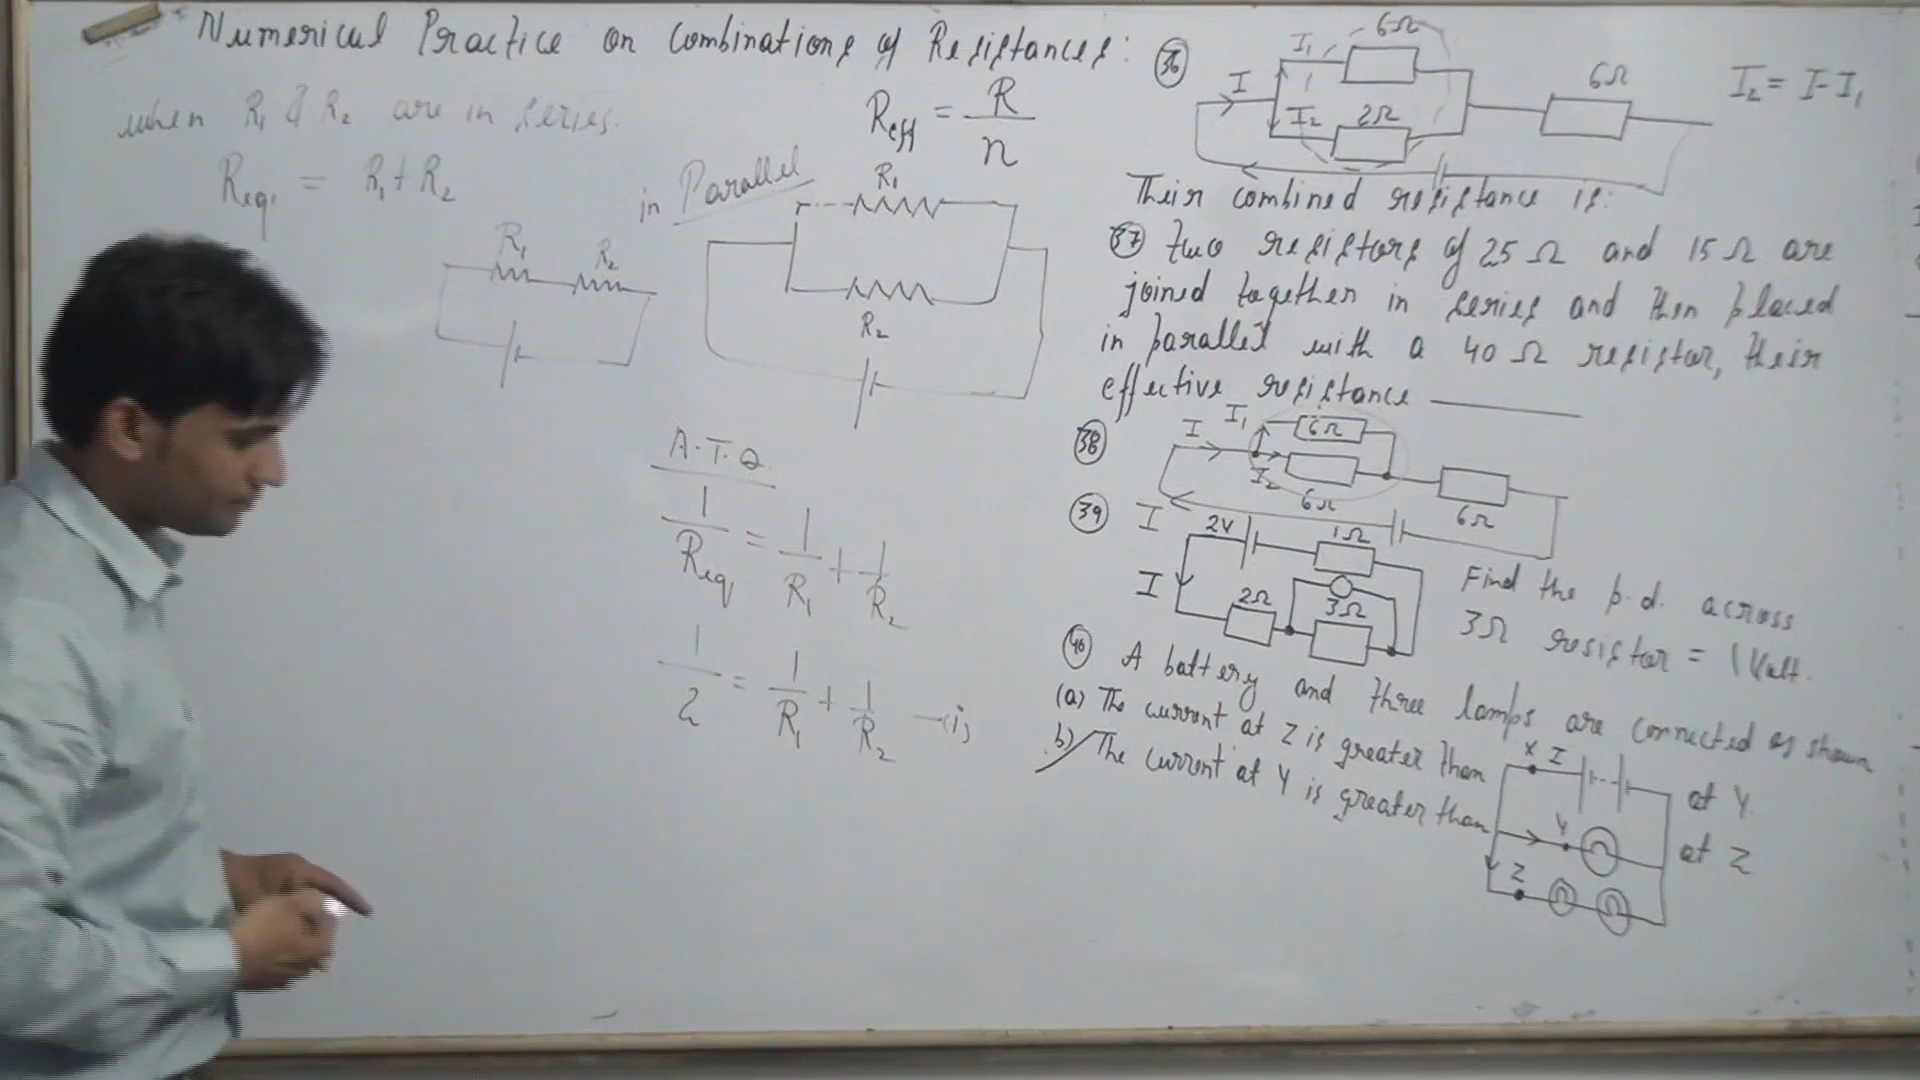 Numerical Practice on Combinations of Resistances:
when R₁ & R₂ are in series.
Req. = R₁ + R₂
R₁
R₂
in Parallel
Reff = R/n
R₁
R₂
A.T.Q.
1/Req = 1/R₁ + 1/R₂
1/2 = 1/R₁ + 1/R₂ —(i)
(36) I I₁ 6Ω I₂ 2Ω 6Ω I₂ = I-I₁
Their combined resistance is:
(37) Two resistors of 25 Ω and 15 Ω are
joined together in series and then placed
in parallel with a 40 Ω resistor, their
effective resistance ______
(38) I I₁ 6Ω I₂ 6Ω 6Ω
(39) I 2V 1Ω
I 2Ω 3Ω
Find the p.d. across
3Ω resistor = 1 Volt.
(40) A battery and three lamps are connected as shown
(a) The current at Z is greater than at Y.
b) The current at Y is greater than at Z
X I
Y
Z